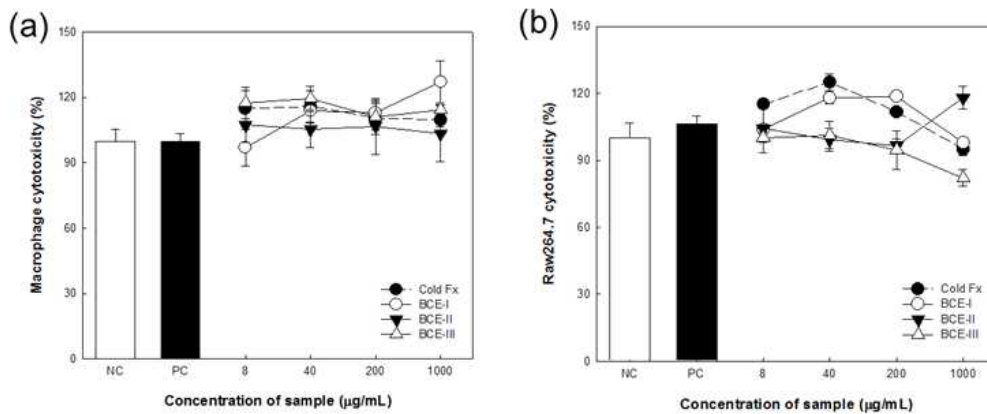 (a)
150
120
90
60
30
0
Macrophage cytotoxicity (%)
Cold Fx
BCE-I
BCE-II
BCE-III
NC PC 8 40 200 1000
Concentration of sample (μg/mL)
(b)
150
120
90
60
30
0
Raw264.7 cytotoxicity (%)
Cold Fx
BCE-I
BCE-II
BCE-III
NC PC 8 40 200 1000
Concentration of sample (μg/mL)